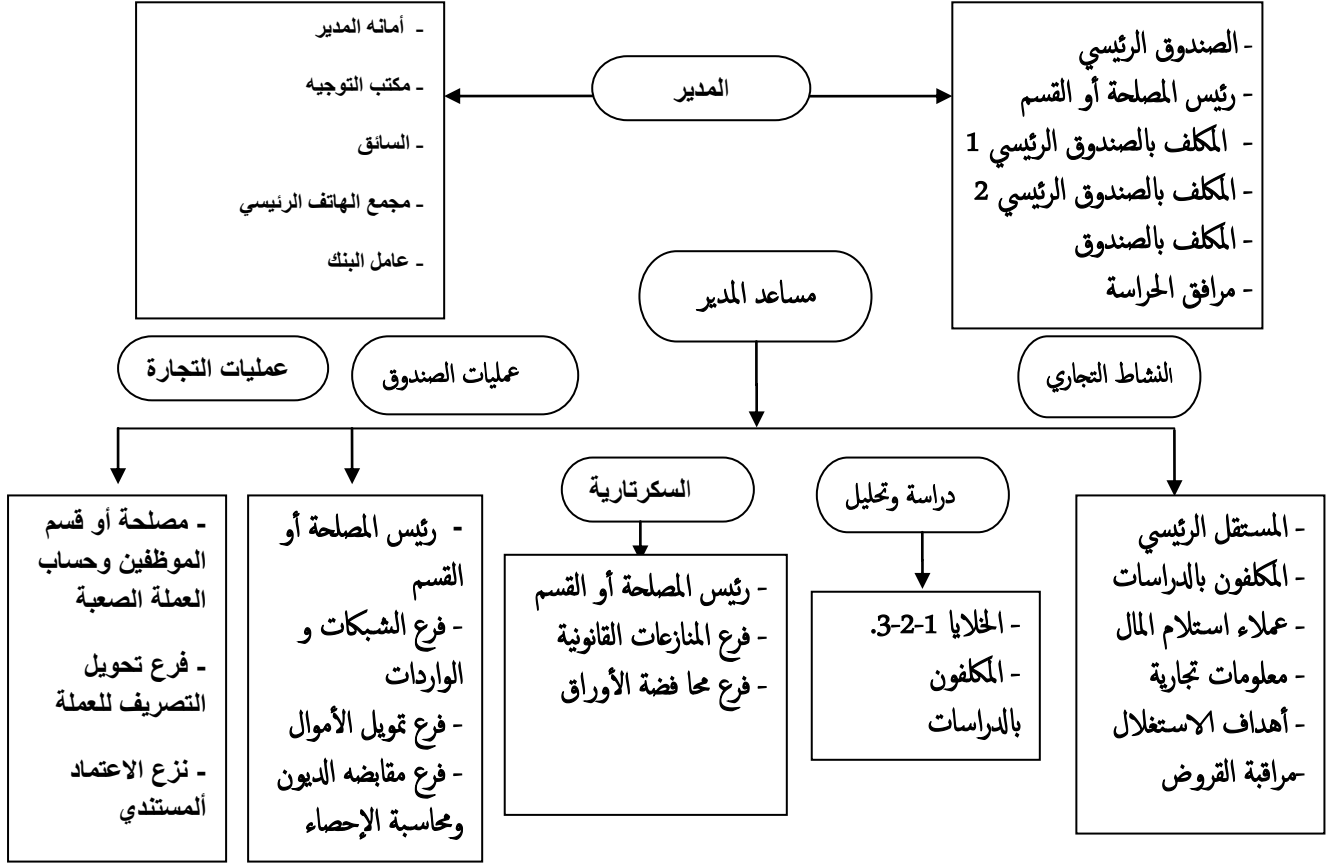 - الصندوق الرئيسي
- رئيس المصلحة أو القسم
- المكلف بالصندوق الرئيسي 1
- المكلف بالصندوق الرئيسي 2
- المكلف بالصندوق
- مرافق الحراسة
المدير
- أمانه المدير
- مكتب التوجيه
- السائق
- مجمع الهاتف الرئيسي
- عامل البنك
مساعد المدير
النشاط التجاري
عمليات الصندوق
عمليات التجارة
دراسة وتحليل
السكرتارية
- المستقل الرئيسي
- المكلفون بالدراسات
- عملاء استلام المال
- معلومات تجارية
- أهداف الاستغلال
-مراقبة القروض
- الخلايا 1-2-3.
- المكلفون
بالدراسات
- رئيس المصلحة أو القسم
- فرع المنازعات القانونية
- فرع محا فضة الأوراق
- رئيس المصلحة أو
القسم
- فرع الشبكات و
الواردات
- فرع تمويل الأموال
- فرع مقابضه الديون
ومحاسبة الإحصاء
- مصلحة أو قسم
الموظفين وحساب
العملة الصعبة
- فرع تحويل
التصريف للعملة
- نزع الاعتماد
ألمستندي